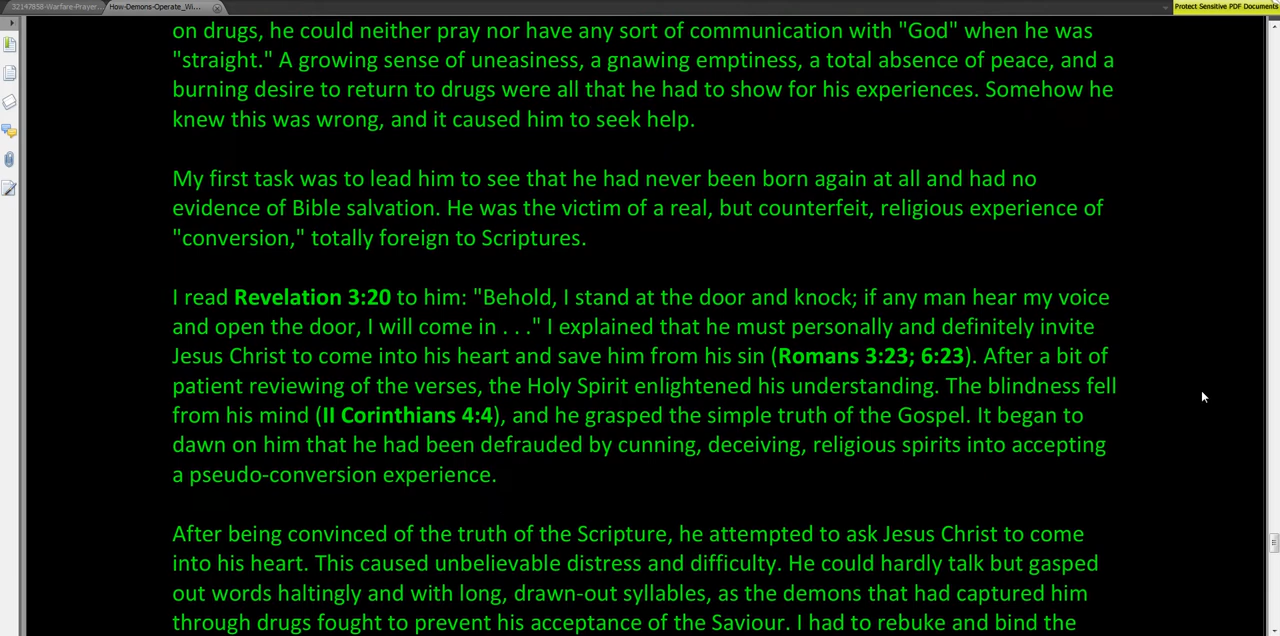 32147858-Warfare-Prayer...
How-Demons-Operate_Wi...
Protect Sensitive PDF Documents
on drugs, he could neither pray nor have any sort of communication with "God" when he was
"straight." A growing sense of uneasiness, a gnawing emptiness, a total absence of peace, and a
burning desire to return to drugs were all that he had to show for his experiences. Somehow he
knew this was wrong, and it caused him to seek help.
My first task was to lead him to see that he had never been born again at all and had no
evidence of Bible salvation. He was the victim of a real, but counterfeit, religious experience of
"conversion," totally foreign to Scriptures.
I read Revelation 3:20 to him: "Behold, I stand at the door and knock; if any man hear my voice
and open the door, I will come in . . ." I explained that he must personally and definitely invite
Jesus Christ to come into his heart and save him from his sin (Romans 3:23; 6:23). After a bit of
patient reviewing of the verses, the Holy Spirit enlightened his understanding. The blindness fell
from his mind (II Corinthians 4:4), and he grasped the simple truth of the Gospel. It began to
dawn on him that he had been defrauded by cunning, deceiving, religious spirits into accepting
a pseudo-conversion experience.
After being convinced of the truth of the Scripture, he attempted to ask Jesus Christ to come
into his heart. This caused unbelievable distress and difficulty. He could hardly talk but gasped
out words haltingly and with long, drawn-out syllables, as the demons that had captured him
through drugs fought to prevent his acceptance of the Saviour. I had to rebuke and bind the